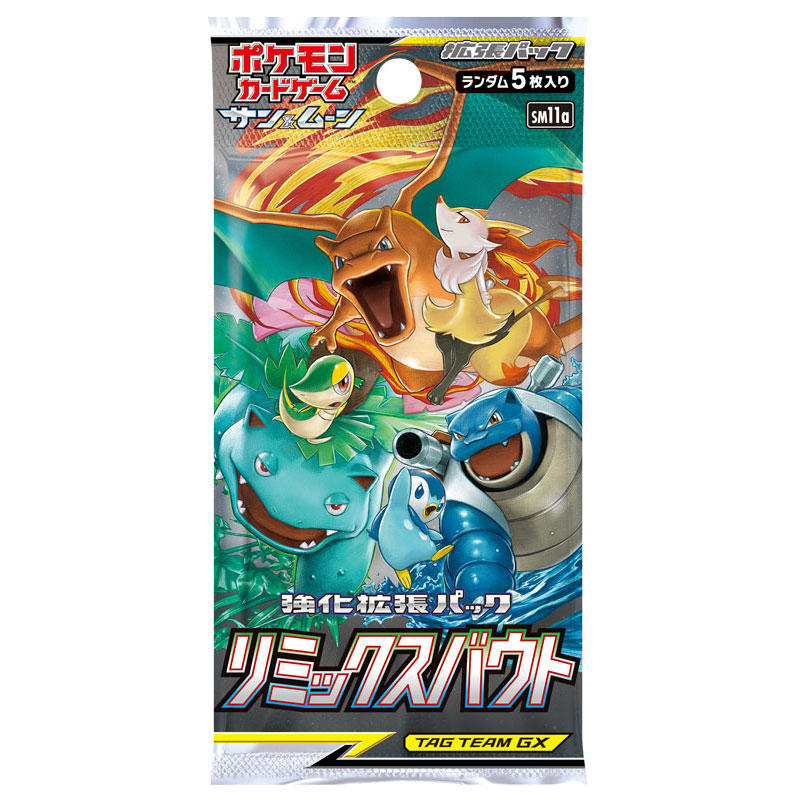 ポケモン
カードゲーム™
サン&ムーン
拡張パック
ランダム5枚入り
SM11a
強化拡張パック
リミックスバウト
TAG TEAM GX